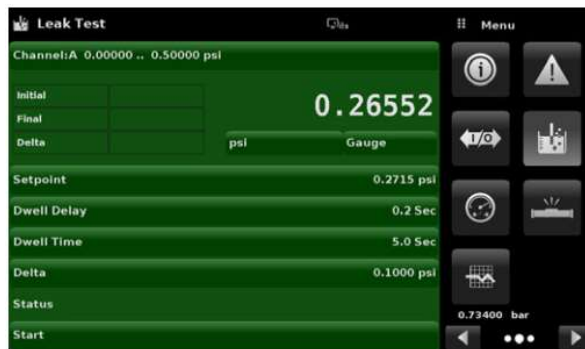 Leak Test
Menu
Channel:A 0.00000 .. 0.50000 psi
Initial
Final
Delta
0.26552
psi Gauge
Setpoint 0.2715 psi
Dwell Delay 0.2 Sec
Dwell Time 5.0 Sec
Delta 0.1000 psi
Status
Start
I/O
0.73400 bar